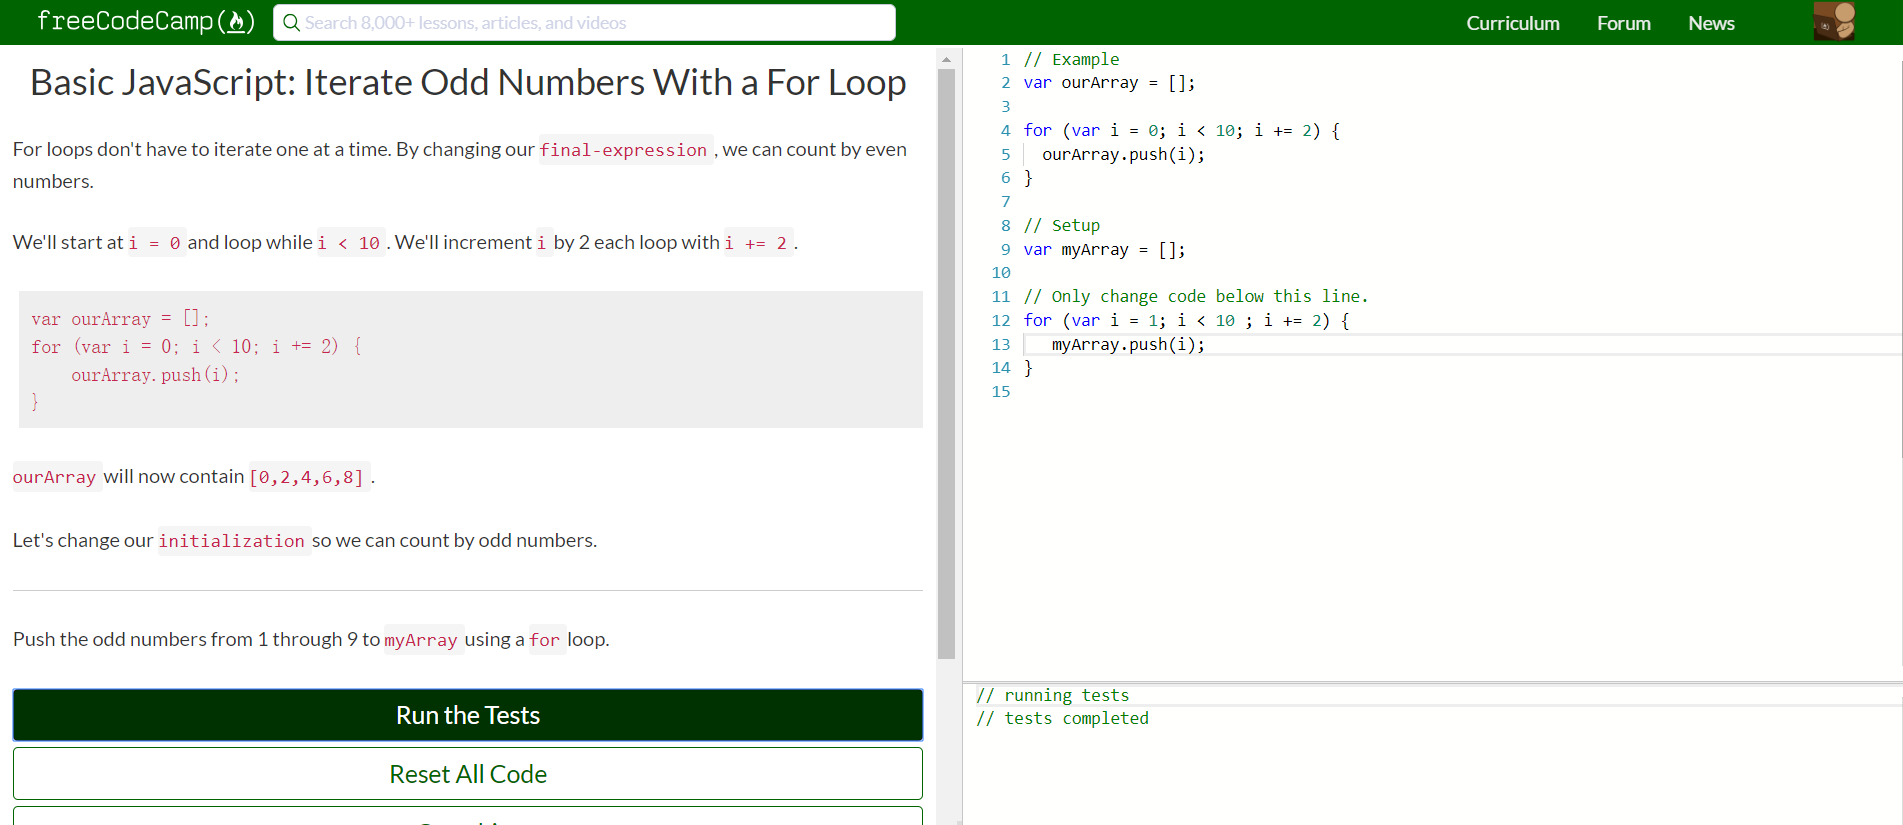 freeCodeCamp
Search 8,000+ lessons, articles, and videos
Curriculum
Forum
News
Basic JavaScript: Iterate Odd Numbers With a For Loop
For loops don't have to iterate one at a time. By changing our final-expression , we can count by even
numbers.
We'll start at i = 0 and loop while i < 10 . We'll increment i by 2 each loop with i += 2 .
var ourArray = [];
for (var i = 0; i < 10; i += 2) {
    ourArray.push(i);
}
ourArray will now contain [0,2,4,6,8] .
Let's change our initialization so we can count by odd numbers.
Push the odd numbers from 1 through 9 to myArray using a for loop.
Run the Tests
Reset All Code
1 // Example
2 var ourArray = [];
3
4 for (var i = 0; i < 10; i += 2) {
5   ourArray.push(i);
6 }
7
8 // Setup
9 var myArray = [];
10
11 // Only change code below this line.
12 for (var i = 1; i < 10 ; i += 2) {
13    myArray.push(i);
14 }
15
// running tests
// tests completed